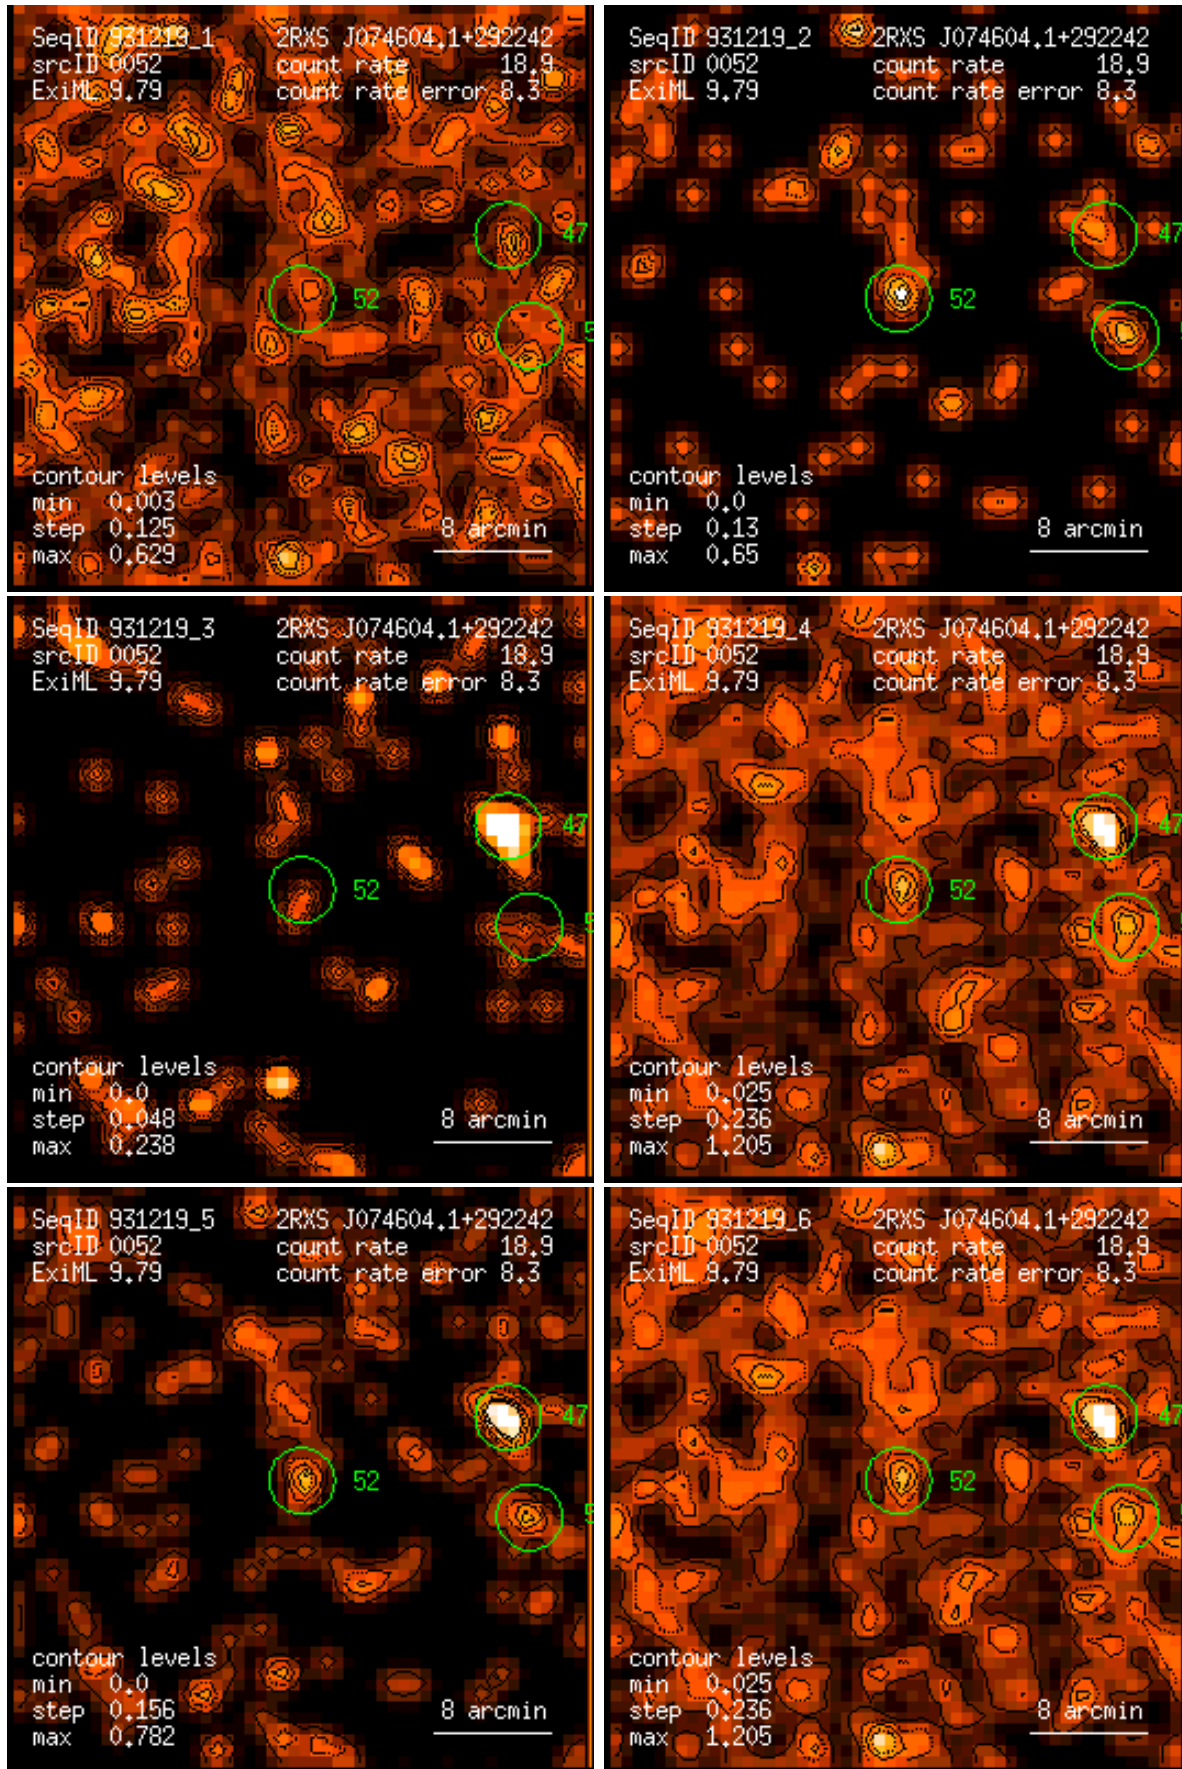 SeqID 931219_1 2RXS J074604.1+292242
srcID 0052 count rate 18.9
ExiML 9.79 count rate error 8.3
47
52
5
contour levels
min 0.003
step 0.125 8 arcmin
max 0.629
SeqID 931219_2 2RXS J074604.1+292242
srcID 0052 count rate 18.9
ExiML 9.79 count rate error 8.3
47
52
contour levels
min 0.0
step 0.13 8 arcmin
max 0.65
SeqID 931219_3 2RXS J074604.1+292242
srcID 0052 count rate 18.9
ExiML 9.79 count rate error 8.3
47
52
5
contour levels
min 0.0
step 0.048 8 arcmin
max 0.238
SeqID 931219_4 2RXS J074604.1+292242
srcID 0052 count rate 18.9
ExiML 9.79 count rate error 8.3
47
52
contour levels
min 0.025
step 0.236 8 arcmin
max 1.205
SeqID 931219_5 2RXS J074604.1+292242
srcID 0052 count rate 18.9
ExiML 9.79 count rate error 8.3
47
52
5
contour levels
min 0.0
step 0.156 8 arcmin
max 0.782
SeqID 931219_6 2RXS J074604.1+292242
srcID 0052 count rate 18.9
ExiML 9.79 count rate error 8.3
47
52
contour levels
min 0.025
step 0.236 8 arcmin
max 1.205